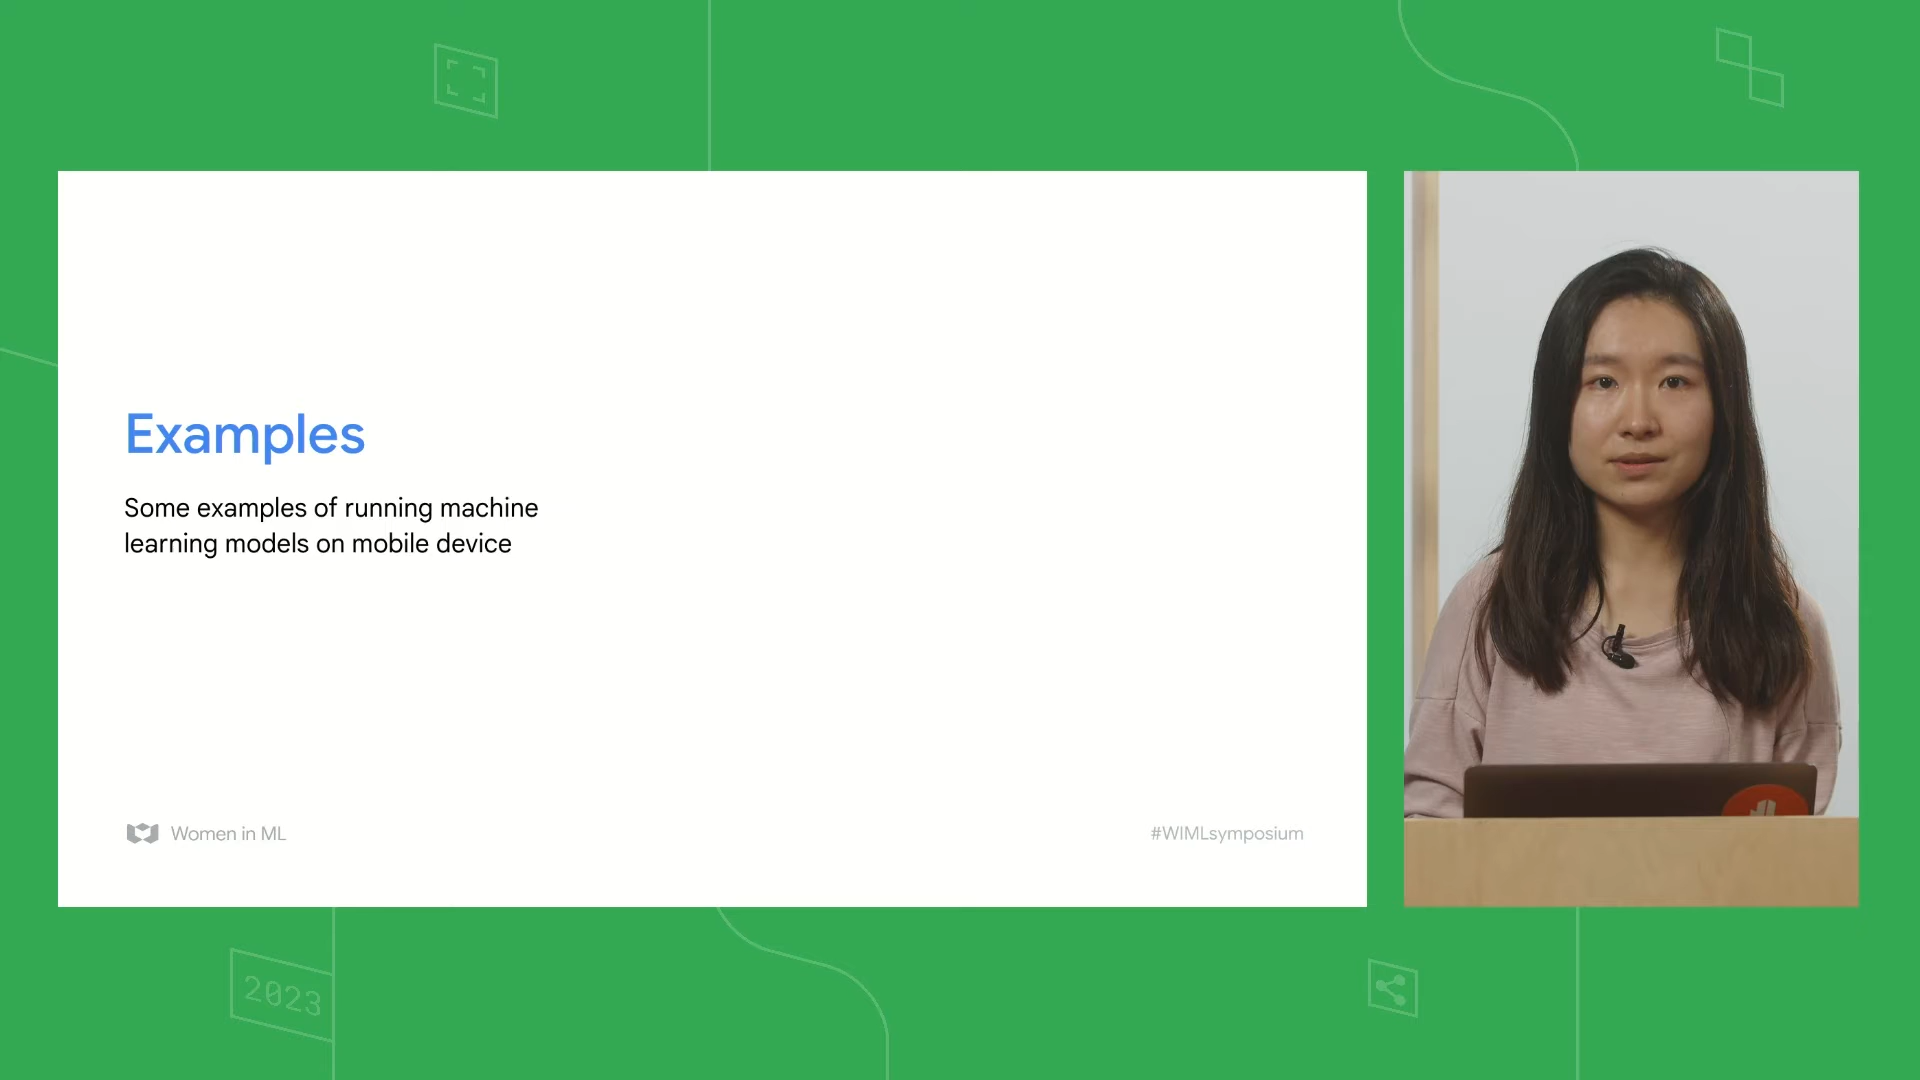 Examples
Some examples of running machine
learning models on mobile device
Women in ML
#WIMLsymposium
2023